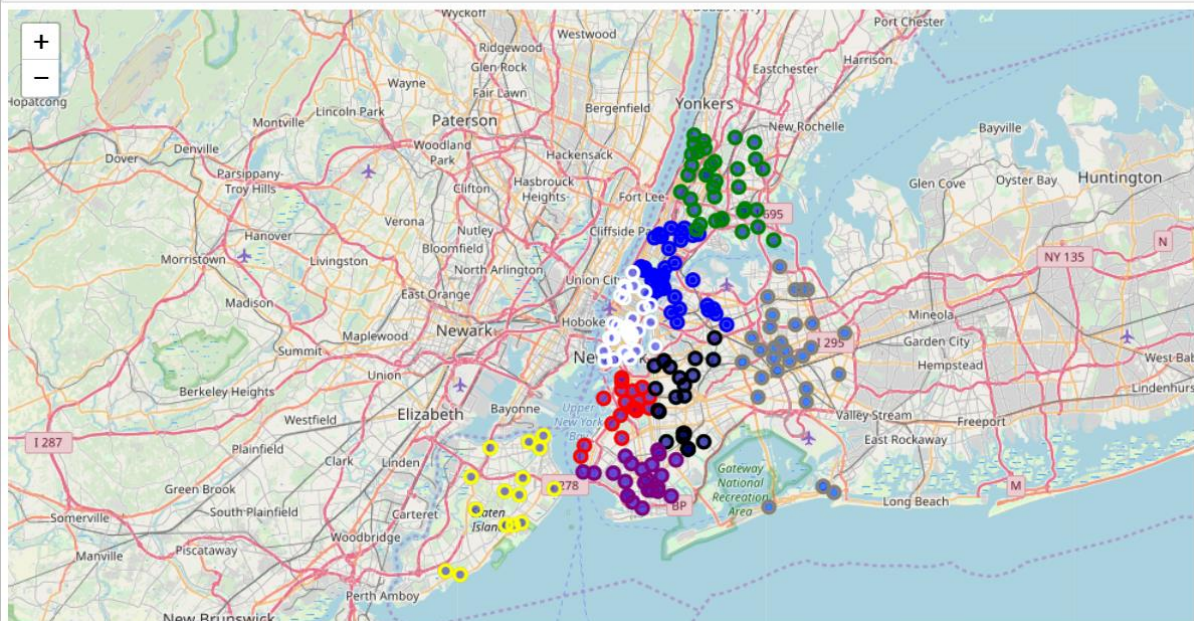 +
−
Wyckoff
Westwood
Port Chester
Ridgewood
Harrison
Hopatcong
Glen Rock
Eastchester
Wayne
Fair Lawn
Lincoln Park
Bergenfield
Yonkers
Montville
Paterson
New Rochelle
Bayville
Denville
Woodland
Park
Hackensack
Dover
Parsippany-
Troy Hills
Clifton
Hasbrouck
Heights
Fort Lee
Glen Cove
Oyster Bay
Huntington
695
Verona
Nutley
Cliffside Pa
Hanover
Bloomfield
N
Morristown
Livingston
North Arlington
Union City
NY 135
East Orange
Madison
Hoboke
Mineola
Maplewood
Newark
I 295
Garden City
Summit
New
k
Hempstead
West Bab
Union
Berkeley Heights
Lindenhurs
Elizabeth
Bayonne
Upper
New York
Bay
Valley Stream
Freeport
Westfield
East Rockaway
I 287
Plainfield
Clark
Linden
Gateway
National
Recreation
Area
Green Brook
278
M
Long Beach
South Plainfield
Carteret
aten
Islan
BP
Somerville
Woodbridge
Manville
Piscataway
Perth Amboy
New Brunswick